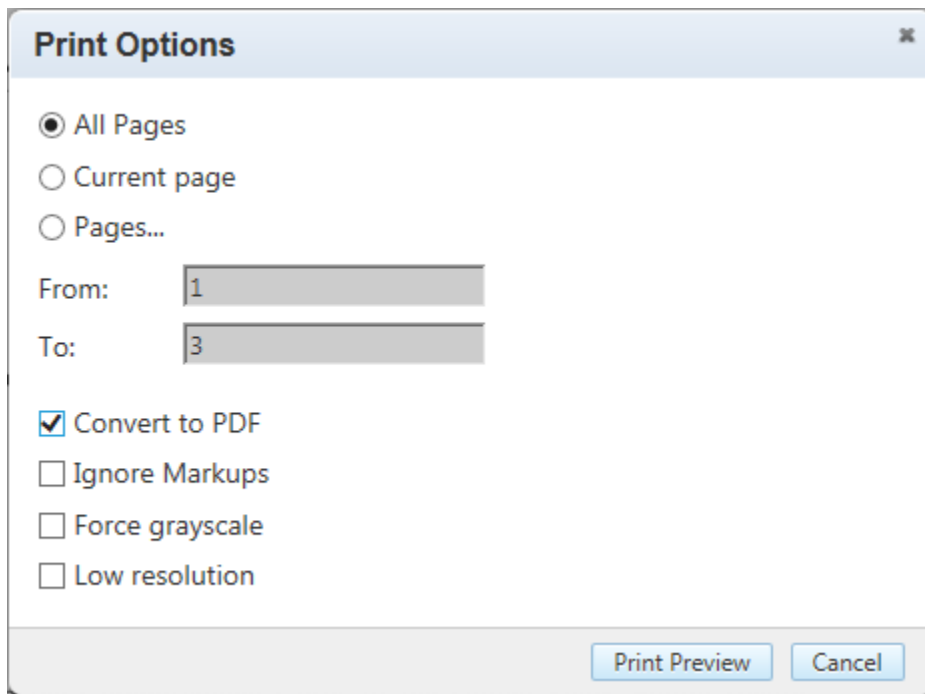 Print Options
All Pages
Current page
Pages...
From: 1
To: 3
Convert to PDF
Ignore Markups
Force grayscale
Low resolution
Print Preview Cancel